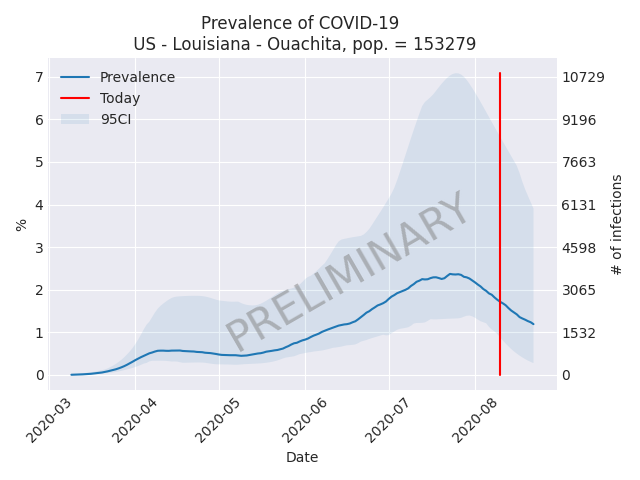 Prevalence of COVID-19
US - Louisiana - Ouachita, pop. = 153279
Prevalence
Today
95CI
7
6
5
4
3
2
1
0
%
10729
9196
7663
6131
4598
3065
1532
0
# of infections
PRELIMINARY
2020-03
2020-04
2020-05
2020-06
2020-07
2020-08
Date